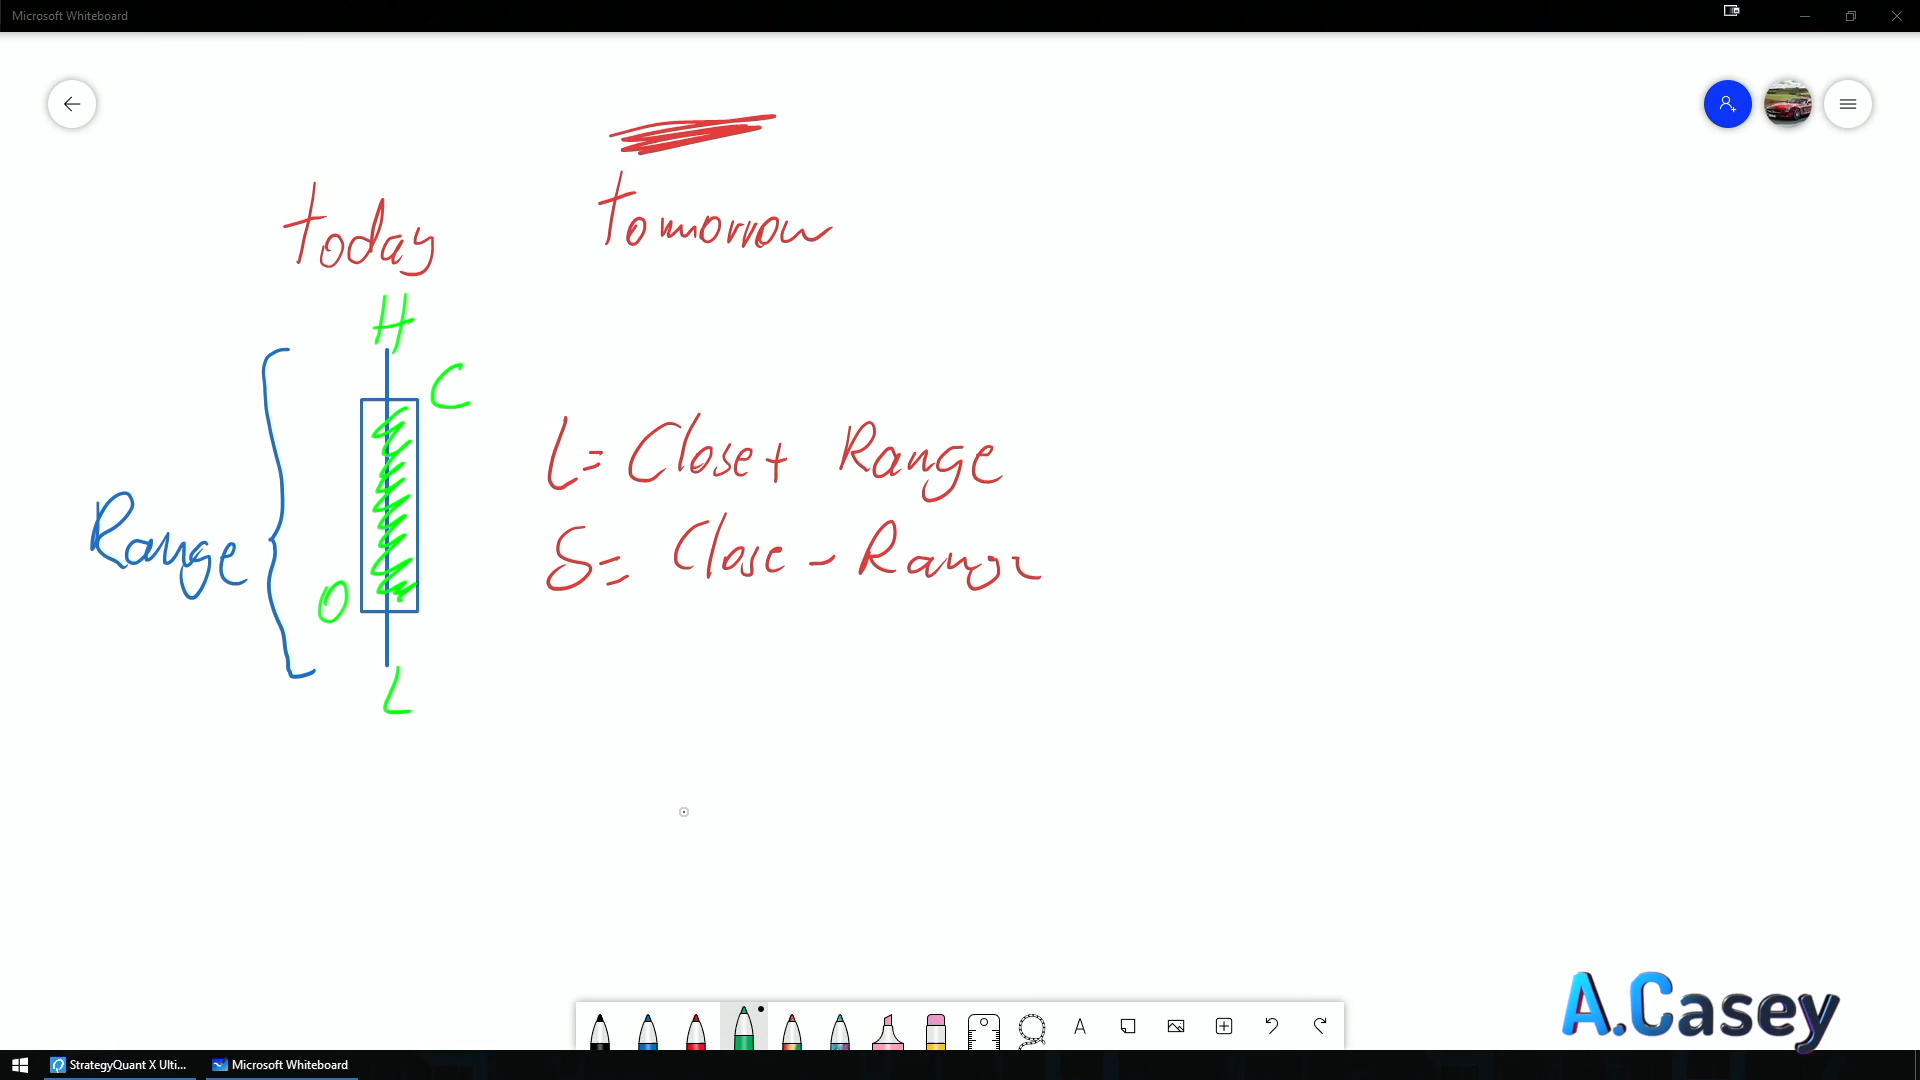 Microsoft Whiteboard
today
tomorrow
H
C
L= Close + Range
S= Close - Range
Range
O
L
A
A.Casey
StrategyQuant X Ulti...
Microsoft Whiteboard